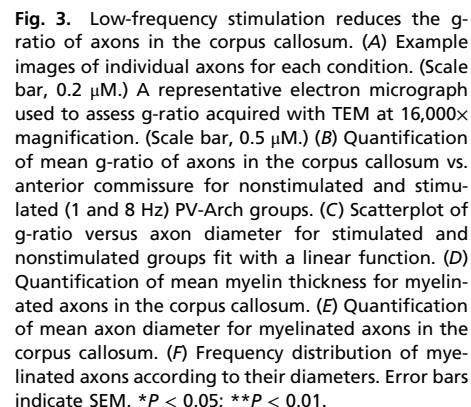 Fig. 3. Low-frequency stimulation reduces the g-
ratio of axons in the corpus callosum. (A) Example
images of individual axons for each condition. (Scale
bar, 0.2 μM.) A representative electron micrograph
used to assess g-ratio acquired with TEM at 16,000×
magnification. (Scale bar, 0.5 μM.) (B) Quantification
of mean g-ratio of axons in the corpus callosum vs.
anterior commissure for nonstimulated and stimu-
lated (1 and 8 Hz) PV-Arch groups. (C) Scatterplot of
g-ratio versus axon diameter for stimulated and
nonstimulated groups fit with a linear function. (D)
Quantification of mean myelin thickness for myelin-
ated axons in the corpus callosum. (E) Quantification
of mean axon diameter for myelinated axons in the
corpus callosum. (F) Frequency distribution of mye-
linated axons according to their diameters. Error bars
indicate SEM. *P < 0.05; **P < 0.01.